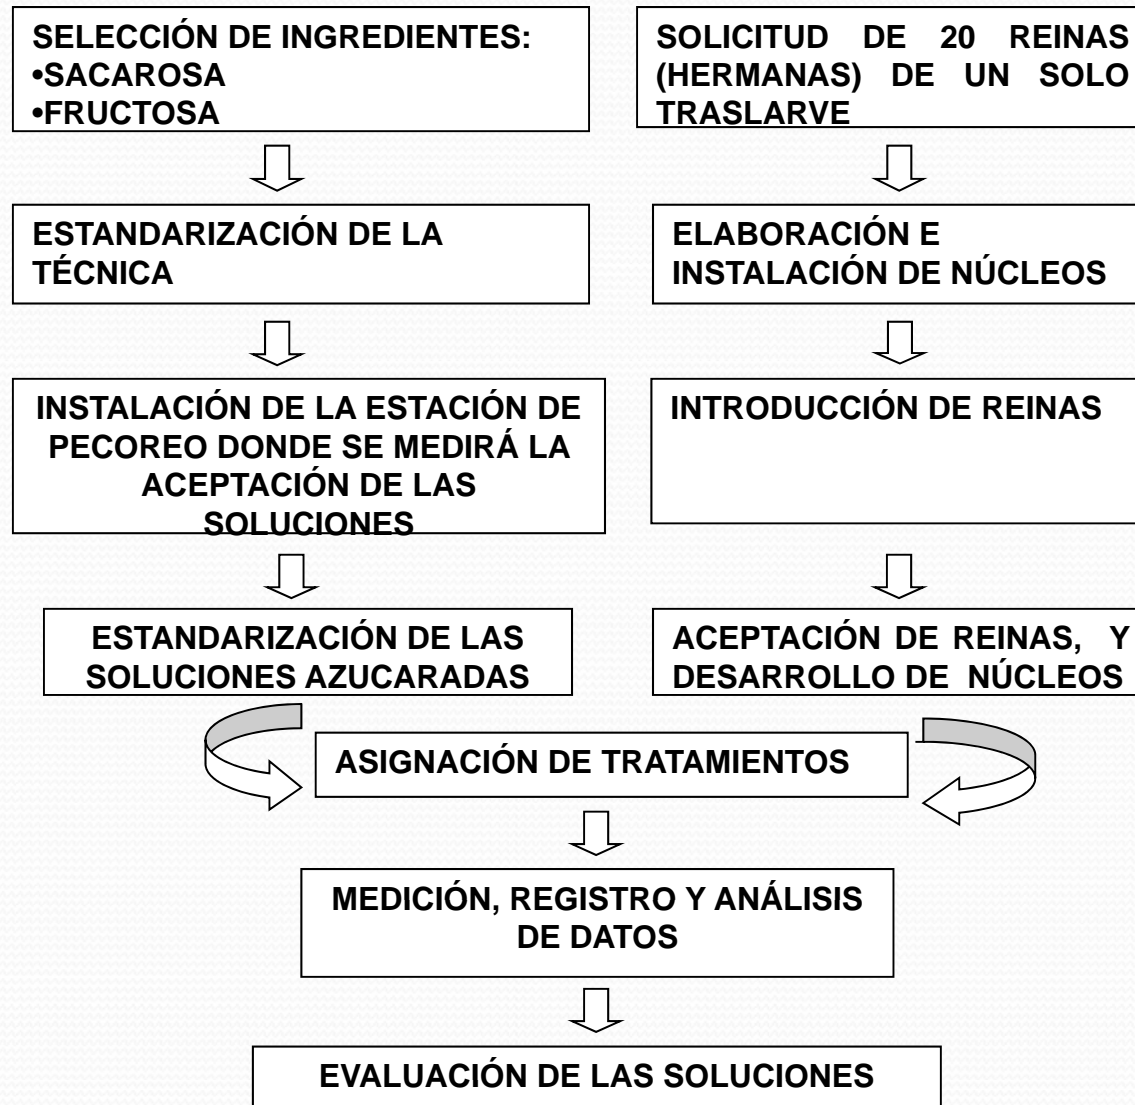 SELECCIÓN DE INGREDIENTES:
•SACAROSA
•FRUCTOSA
SOLICITUD DE 20 REINAS
(HERMANAS) DE UN SOLO
TRASLARVE
ESTANDARIZACIÓN DE LA
TÉCNICA
ELABORACIÓN E
INSTALACIÓN DE NÚCLEOS
INSTALACIÓN DE LA ESTACIÓN DE
PECOREO DONDE SE MEDIRÁ LA
ACEPTACIÓN DE LAS
SOLUCIONES
INTRODUCCIÓN DE REINAS
ESTANDARIZACIÓN DE LAS
SOLUCIONES AZUCARADAS
ACEPTACIÓN DE REINAS, Y
DESARROLLO DE NÚCLEOS
ASIGNACIÓN DE TRATAMIENTOS
MEDICIÓN, REGISTRO Y ANÁLISIS
DE DATOS
EVALUACIÓN DE LAS SOLUCIONES